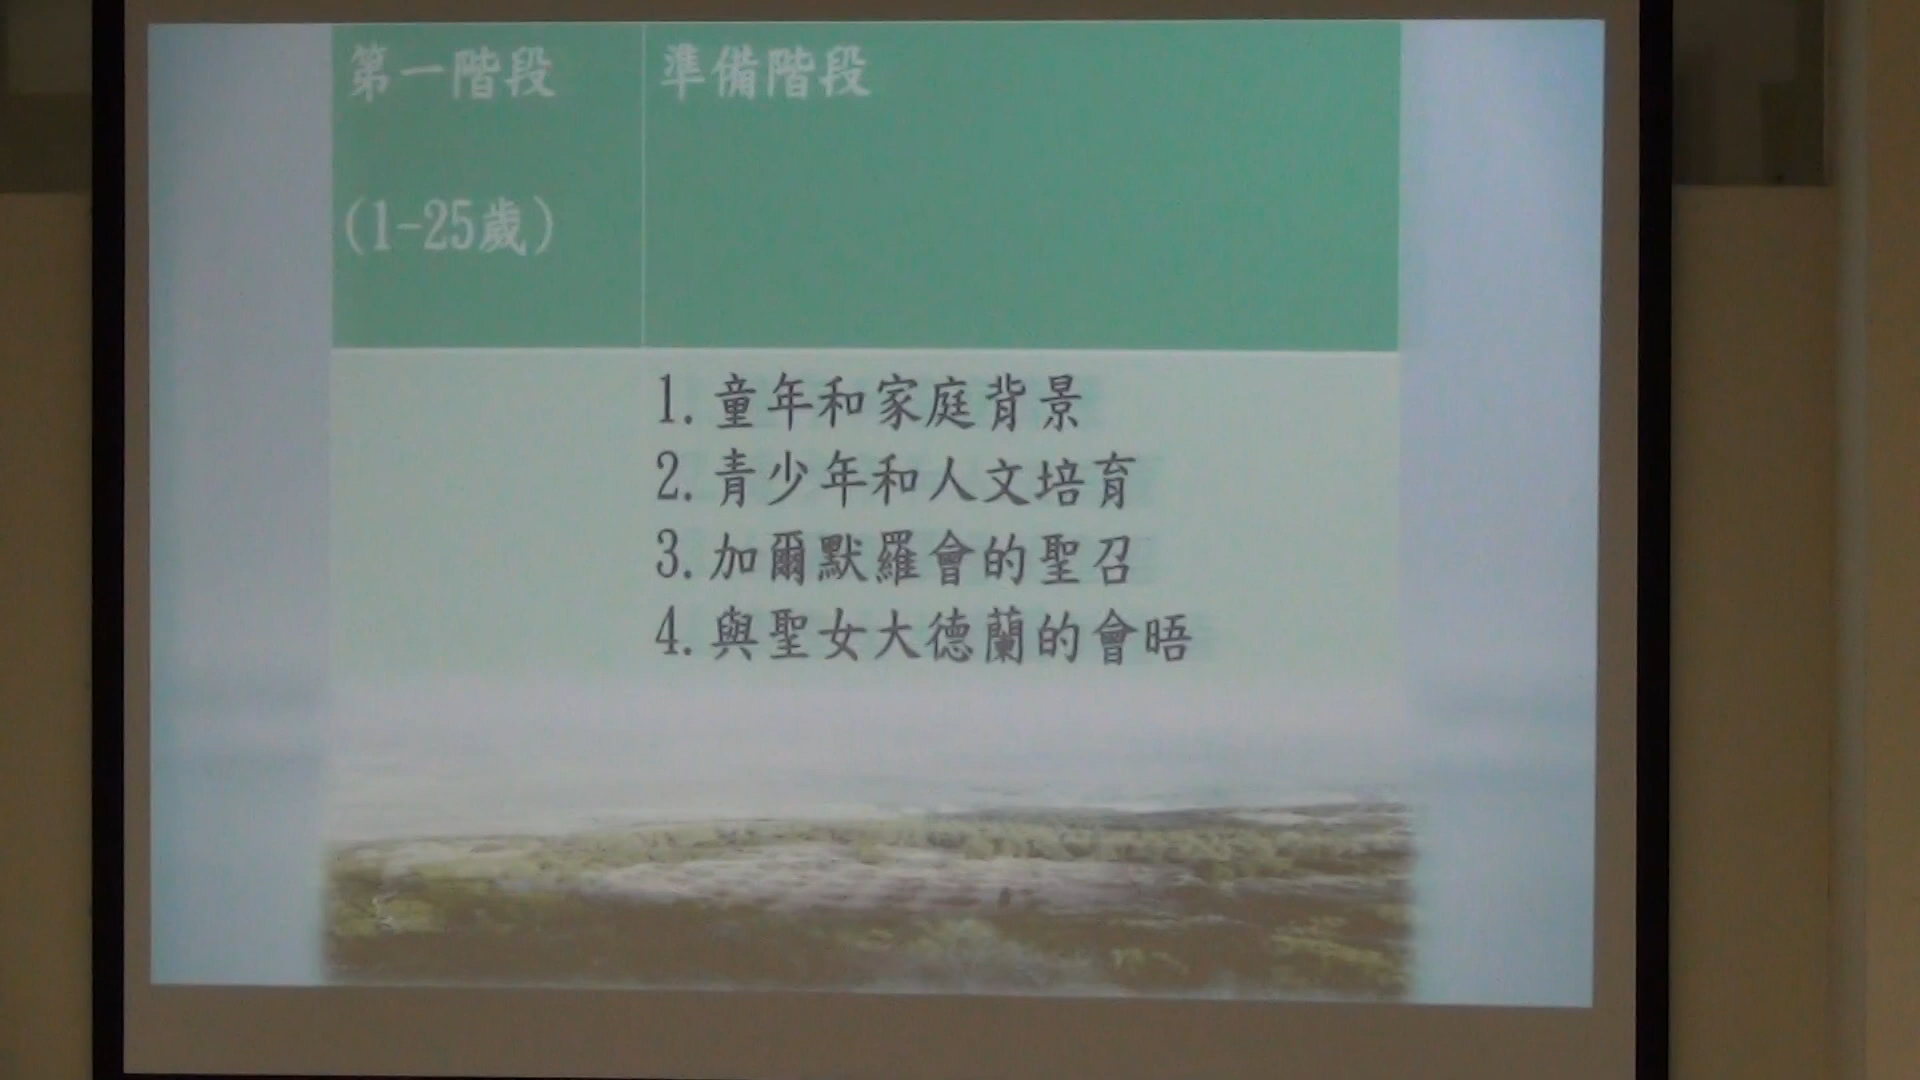 第一階段
準備階段
(1-25歲)
1.童年和家庭背景
2.青少年和人文培育
3.加爾默羅會的聖召
4.與聖女大德蘭的會晤